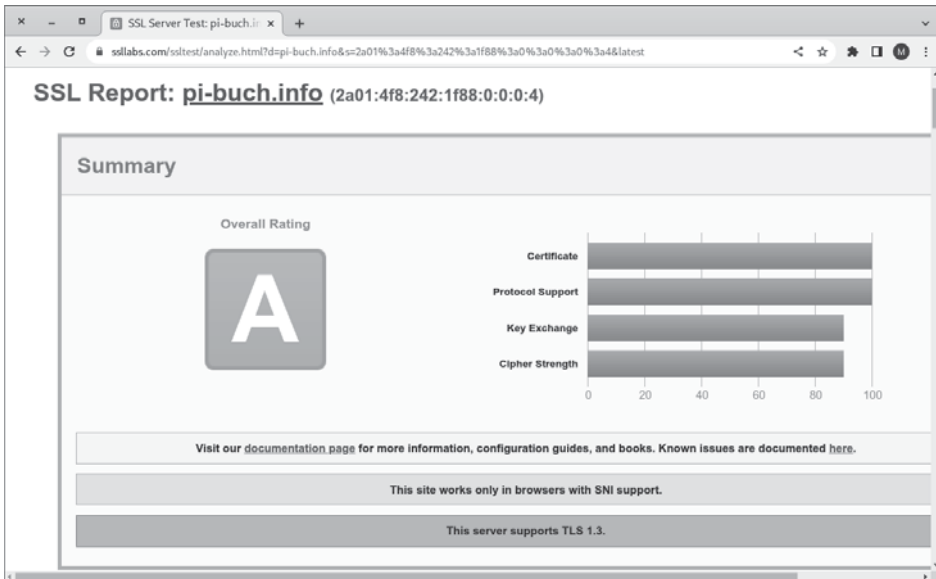 SSL Server Test: pi-buch.in
ssllabs.com/ssltest/analyze.html?d=pi-buch.info&s=2a01%3a4f8%3a242%3a1f88%3a0%3a0%3a0%3a4&latest
M
SSL Report: pi-buch.info (2a01:4f8:242:1f88:0:0:0:4)
Summary
Overall Rating
A
Certificate
Protocol Support
Key Exchange
Cipher Strength
0 20 40 60 80 100
Visit our documentation page for more information, configuration guides, and books. Known issues are documented here.
This site works only in browsers with SNI support.
This server supports TLS 1.3.